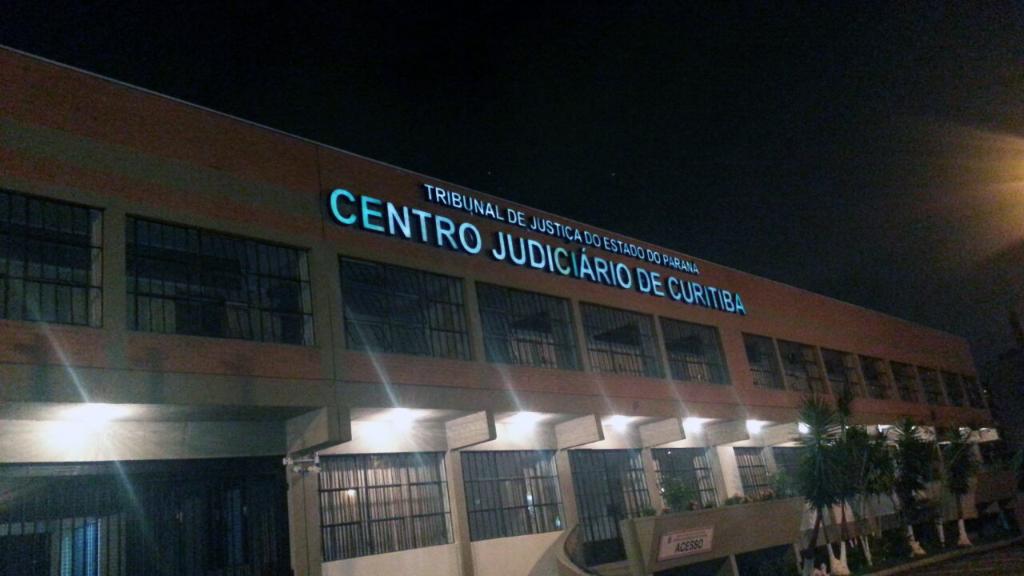 TRIBUNAL DE JUSTIÇA DO ESTADO DO PARANÁ
CENTRO JUDICIÁRIO DE CURITIBA
ACESSO